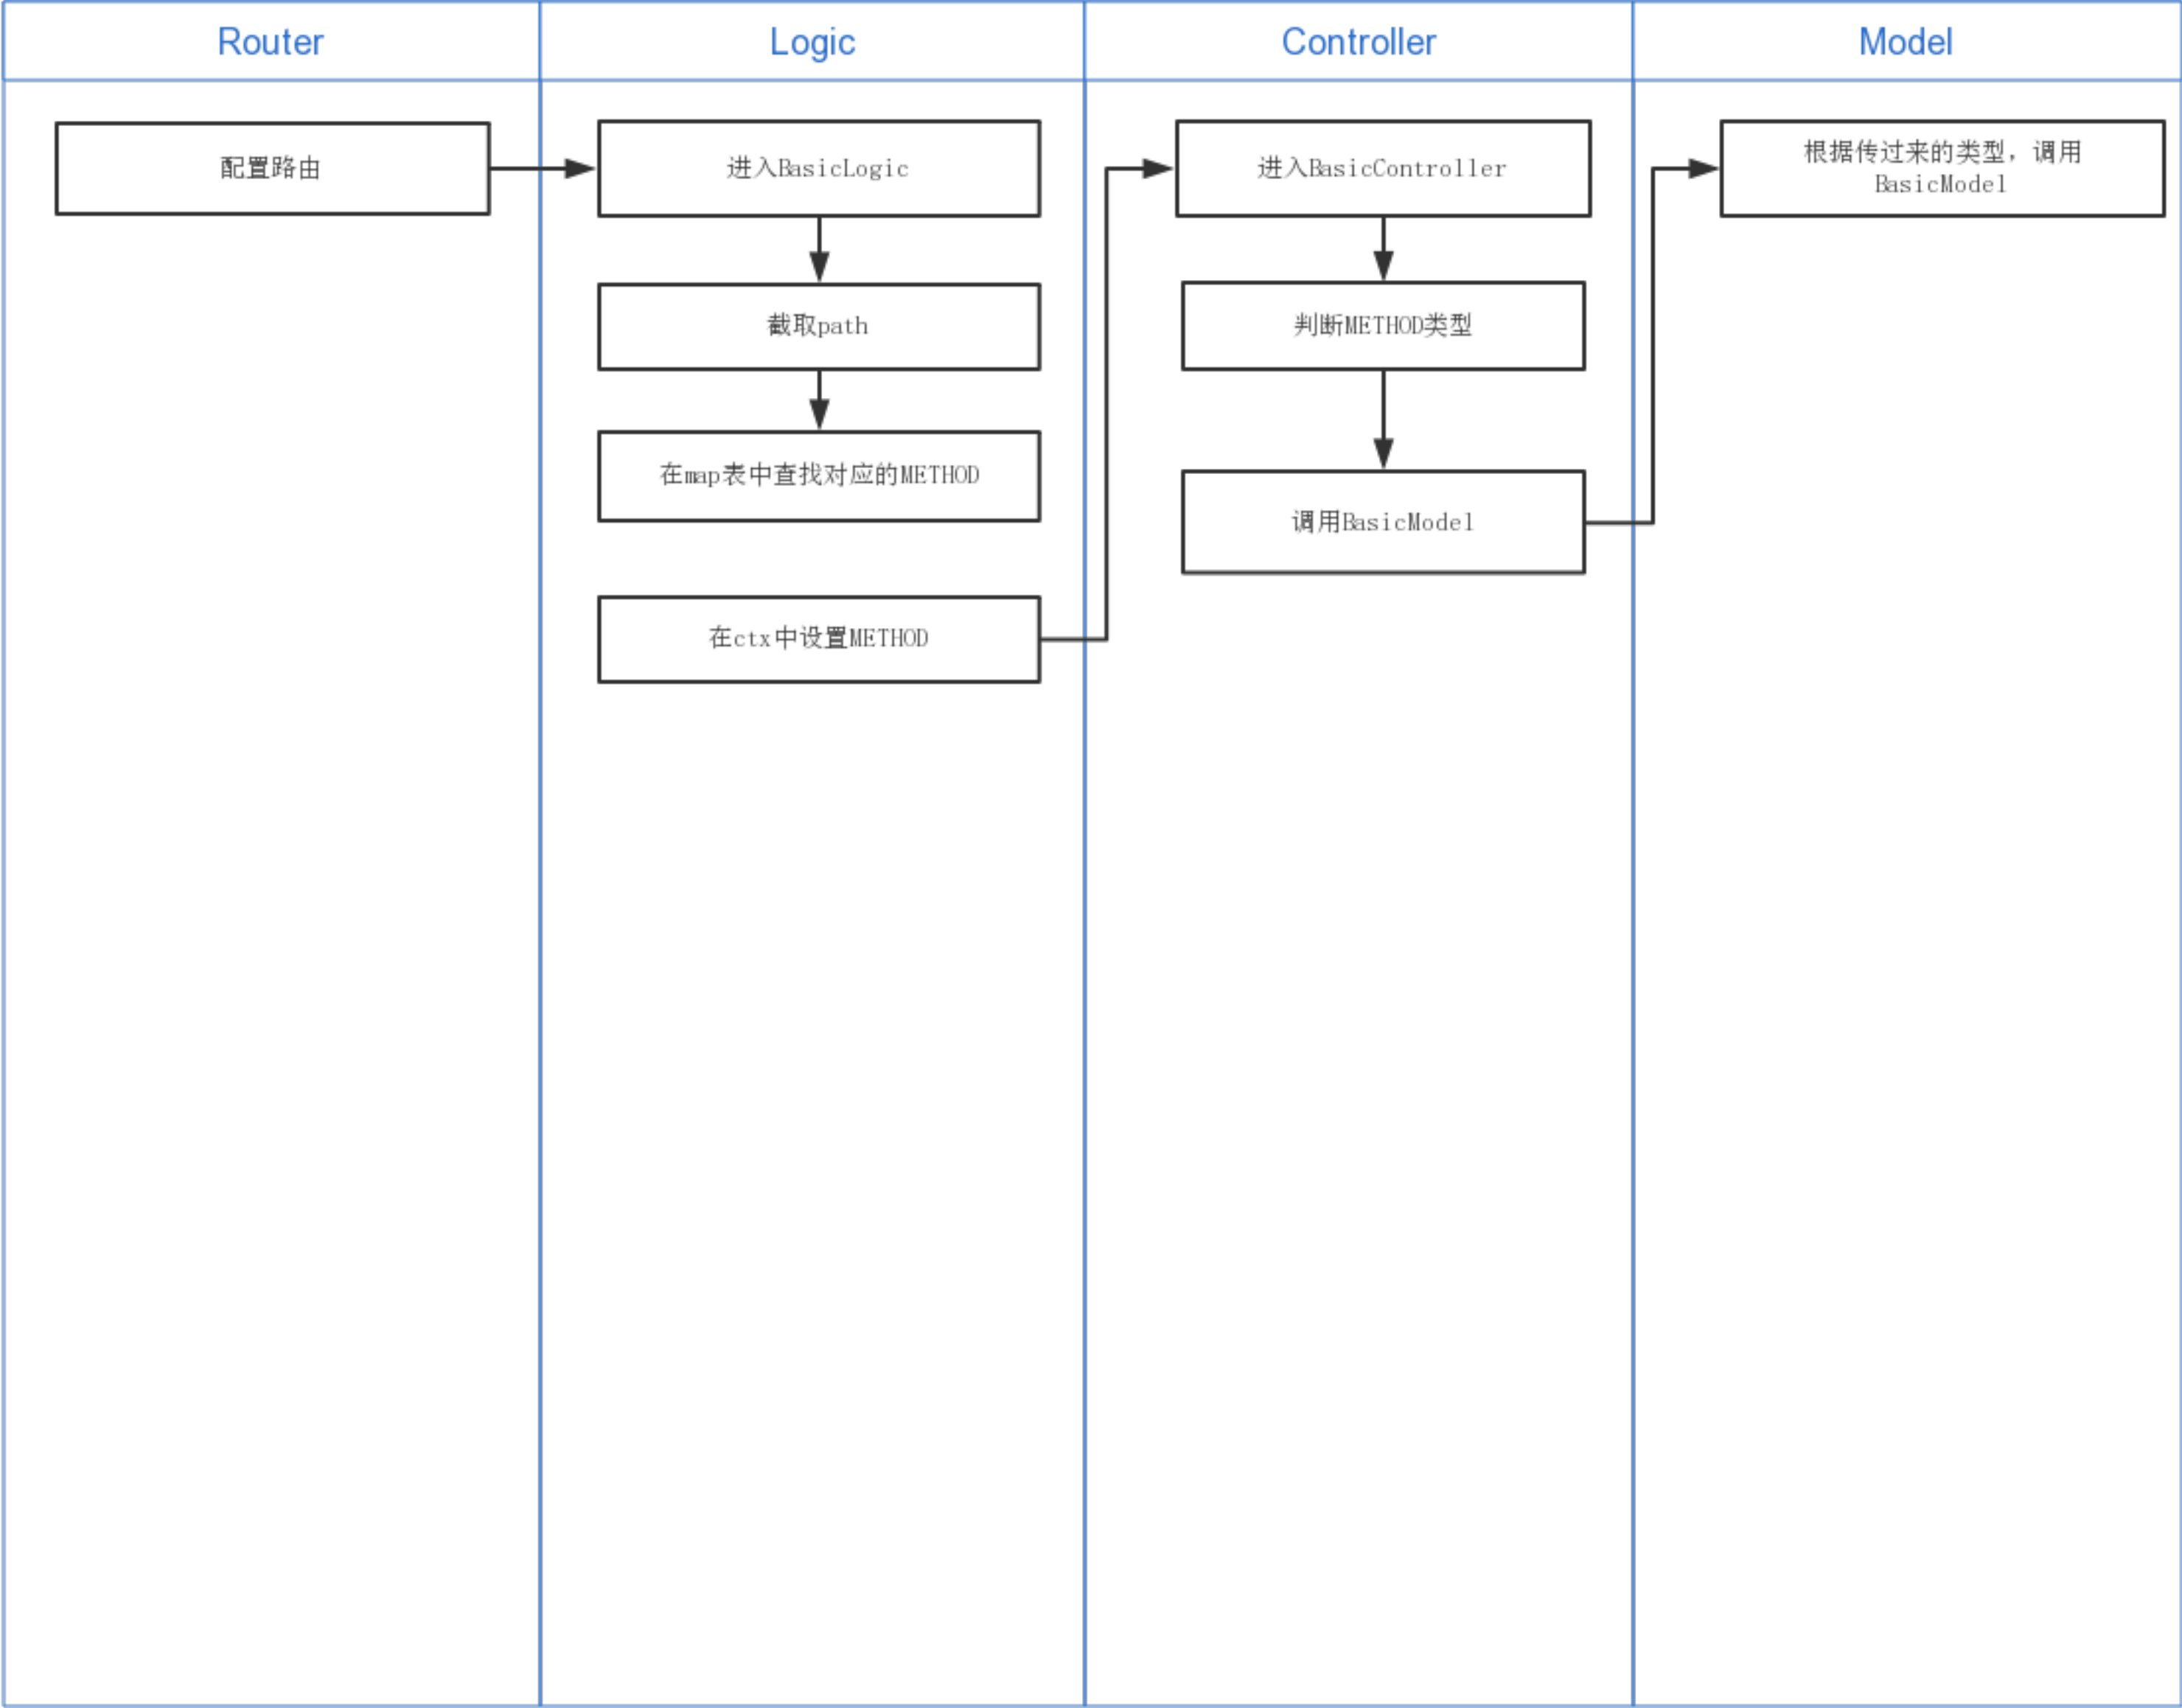 Router
Logic
Controller
Model
配置路由
进入BasicLogic
截取path
在map表中查找对应的METHOD
在ctx中设置METHOD
进入BasicController
判断METHOD类型
调用BasicModel
根据传过来的类型，调用
BasicModel